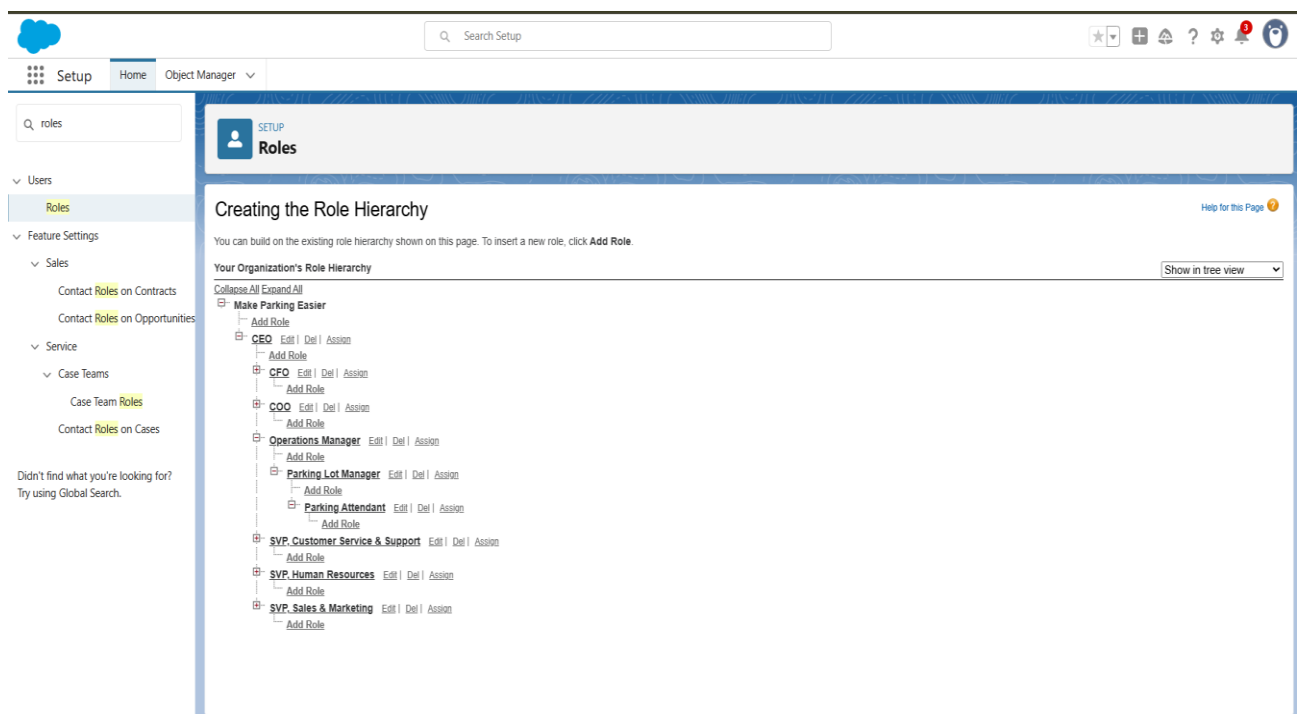 Search Setup
3
Setup
Home
Object Manager
roles
Users
Roles
Feature Settings
Sales
Contact Roles on Contracts
Contact Roles on Opportunities
Service
Case Teams
Case Team Roles
Contact Roles on Cases
Didn't find what you're looking for?
Try using Global Search.
SETUP
Roles
Creating the Role Hierarchy
Help for this Page ?
You can build on the existing role hierarchy shown on this page. To insert a new role, click Add Role.
Your Organization's Role Hierarchy
Show in tree view
Collapse All Expand All
Make Parking Easier
Add Role
CEO Edit | Del | Assign
Add Role
CFO Edit | Del | Assign
Add Role
COO Edit | Del | Assign
Add Role
Operations Manager Edit | Del | Assign
Add Role
Parking Lot Manager Edit | Del | Assign
Add Role
Parking Attendant Edit | Del | Assign
Add Role
SVP, Customer Service & Support Edit | Del | Assign
Add Role
SVP, Human Resources Edit | Del | Assign
Add Role
SVP, Sales & Marketing Edit | Del | Assign
Add Role